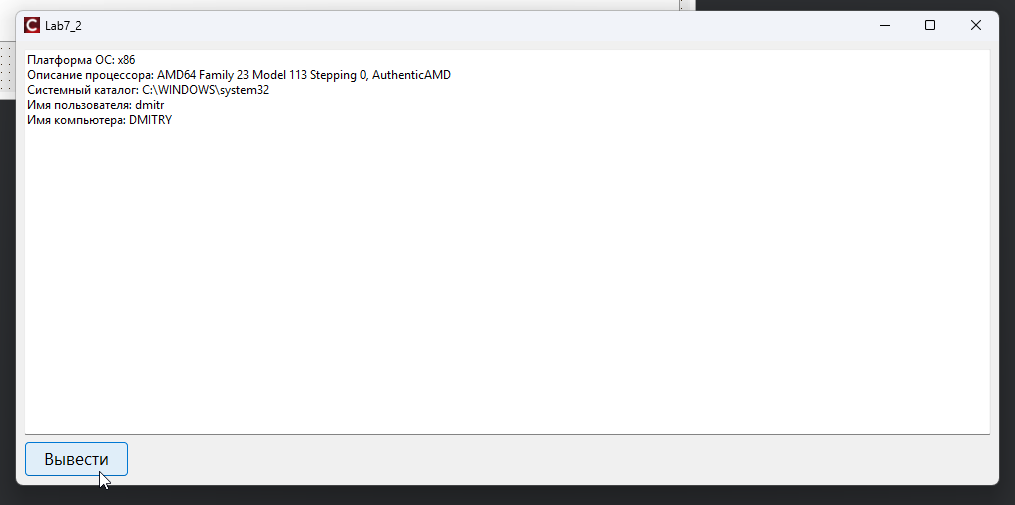 Lab7_2
Платформа ОС: x86
Описание процессора: AMD64 Family 23 Model 113 Stepping 0, AuthenticAMD
Системный каталог: C:\WINDOWS\system32
Имя пользователя: dmitr
Имя компьютера: DMITRY
Вывести